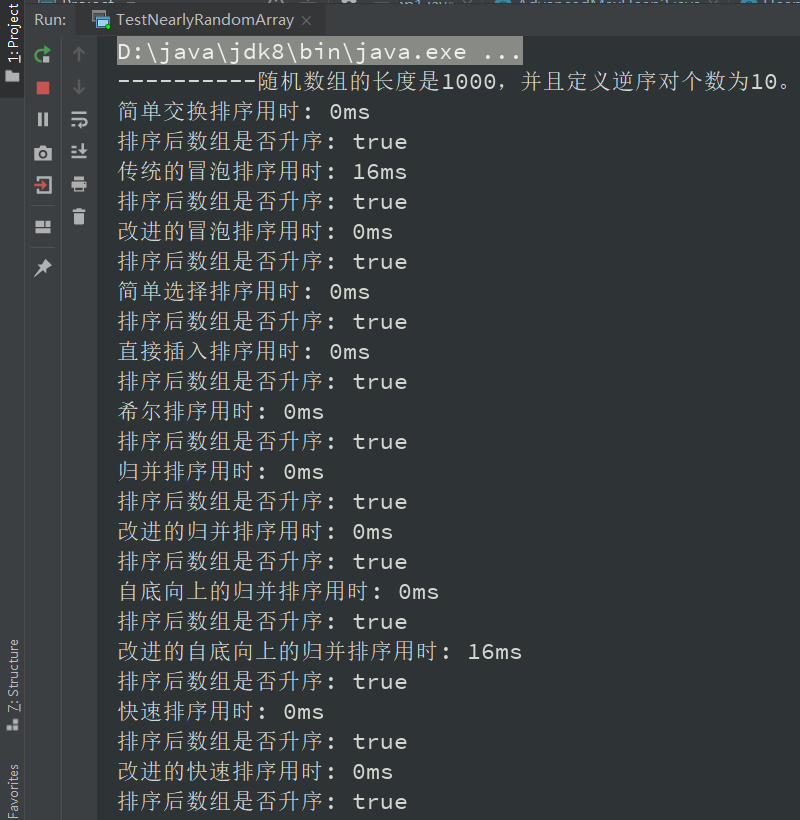 1: Project
Run: TestNearlyRandomArray
D:\java\jdk8\bin\java.exe ...
----------随机数组的长度是1000，并且定义逆序对个数为10。
简单交换排序用时: 0ms
排序后数组是否升序: true
传统的冒泡排序用时: 16ms
排序后数组是否升序: true
改进的冒泡排序用时: 0ms
排序后数组是否升序: true
简单选择排序用时: 0ms
排序后数组是否升序: true
直接插入排序用时: 0ms
排序后数组是否升序: true
希尔排序用时: 0ms
排序后数组是否升序: true
归并排序用时: 0ms
排序后数组是否升序: true
改进的归并排序用时: 0ms
排序后数组是否升序: true
自底向上的归并排序用时: 0ms
排序后数组是否升序: true
改进的自底向上的归并排序用时: 16ms
排序后数组是否升序: true
快速排序用时: 0ms
排序后数组是否升序: true
改进的快速排序用时: 0ms
排序后数组是否升序: true
Z: Structure
Favorites